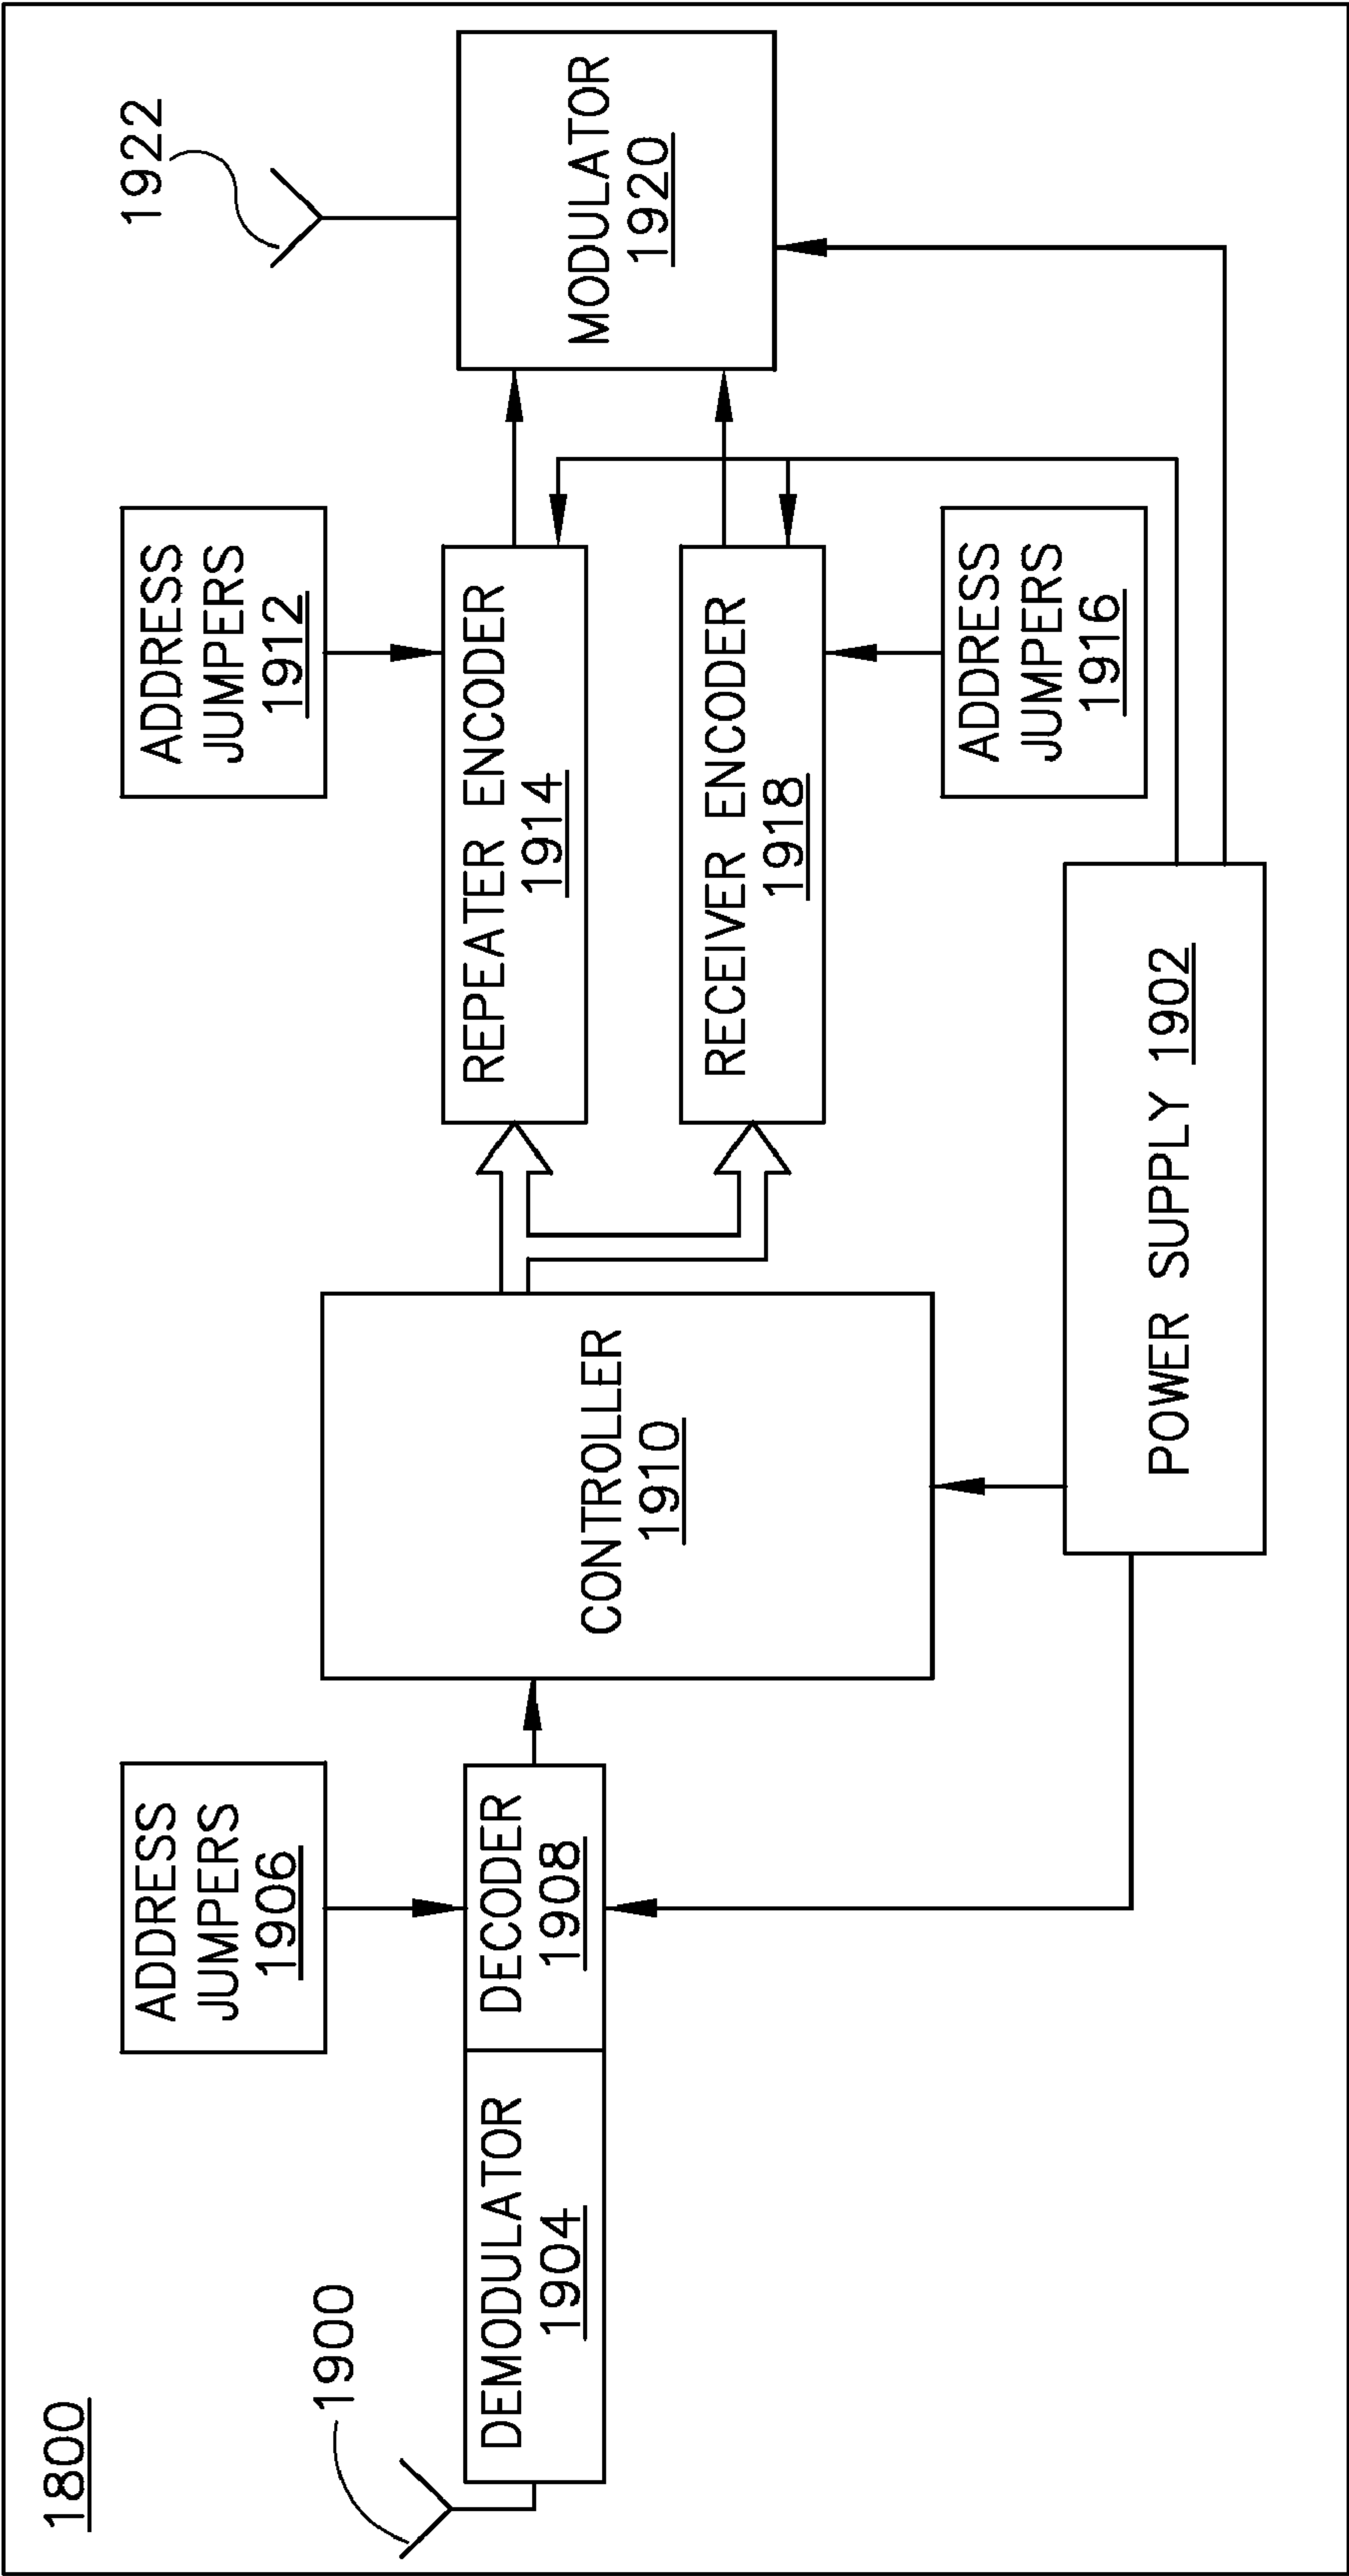 1800
1900
DEMODULATOR
1904
ADDRESS
JUMPERS
1906
DECODER
1908
CONTROLLER
1910
ADDRESS
JUMPERS
1912
REPEATER ENCODER
1914
RECEIVER ENCODER
1918
ADDRESS
JUMPERS
1916
POWER SUPPLY 1902
1922
MODULATOR
1920